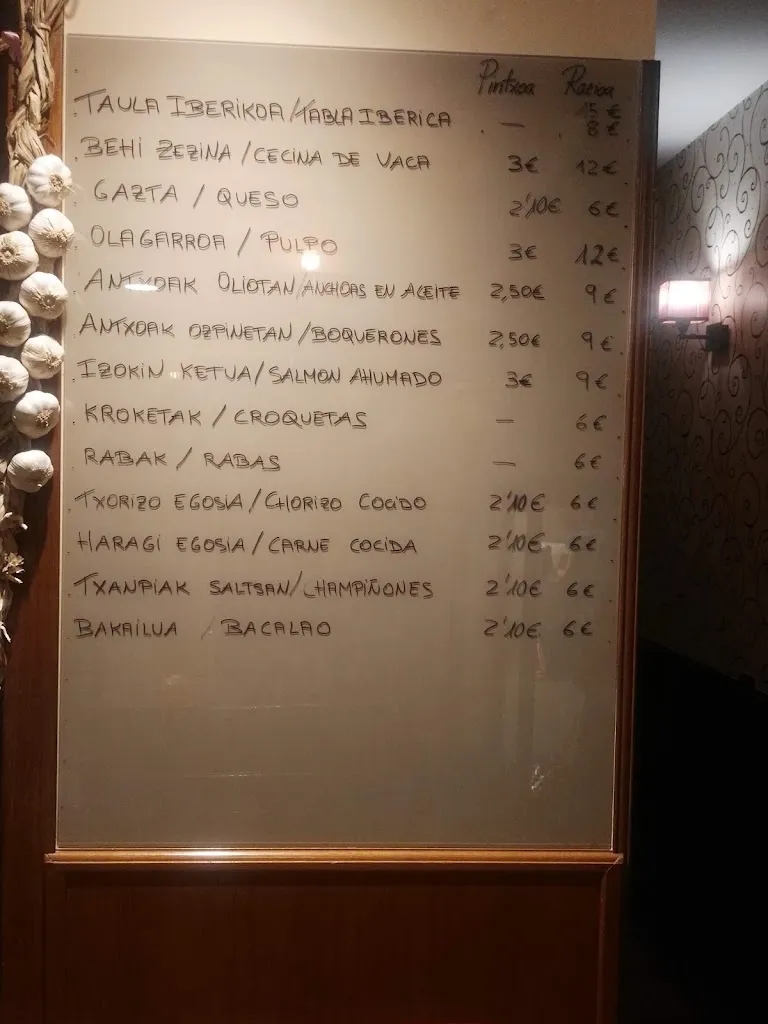 Pintxoa Razioa
TAULA IBERIKOA/TABLA IBERICA — 15 €
8 €
BEHI ZEZINA / CECINA DE VACA 3€ 12€
GAZTA / QUESO 2'10€ 6€
OLAGARROA / PULPO 3€ 12€
ANTXOAK OLIOTAN/ANCHOAS EN ACEITE 2,50€ 9€
ANTXOAK OZPINETAN/BOQUERONES 2,50€ 9€
IZOKIN KETUA/SALMON AHUMADO 3€ 9€
KROKETAK / CROQUETAS — 6€
RABAK / RABAS — 6€
TXORIZO EGOSIA/CHORIZO COCIDO 2'10€ 6€
HARAGI EGOSIA/CARNE COCIDA 2'10€ 6€
TXANPIAK SALTSAN/CHAMPIÑONES 2'10€ 6€
BAKAILUA / BACALAO 2'10€ 6€